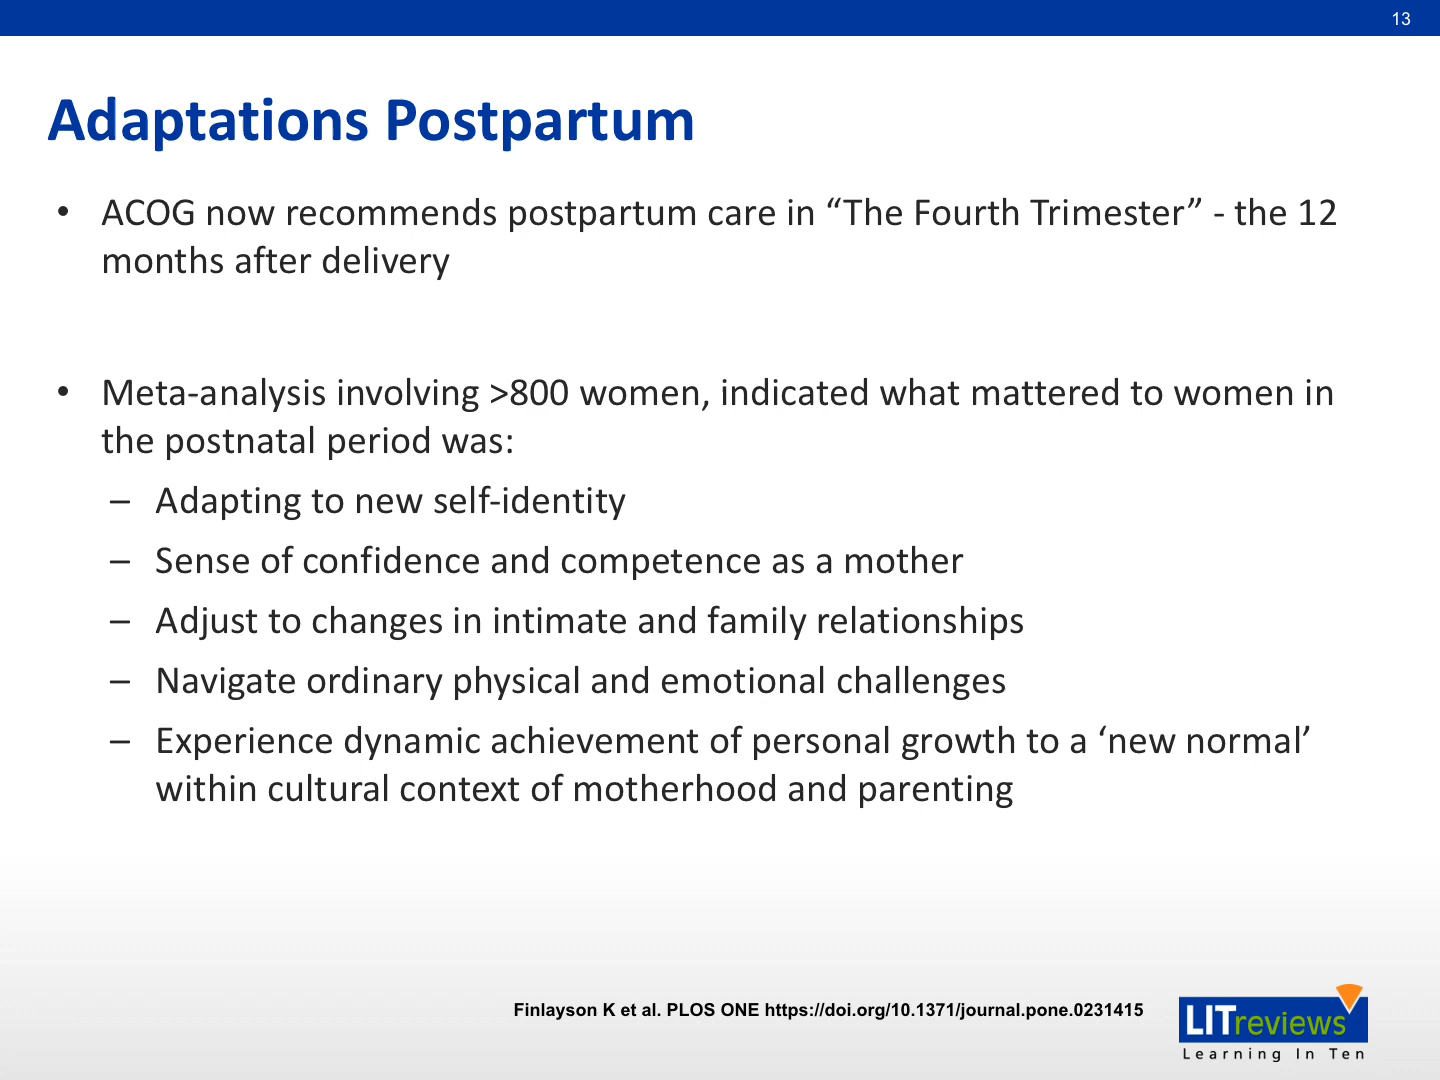 13
Adaptations Postpartum
• ACOG now recommends postpartum care in “The Fourth Trimester” - the 12
months after delivery
• Meta-analysis involving >800 women, indicated what mattered to women in
the postnatal period was:
– Adapting to new self-identity
– Sense of confidence and competence as a mother
– Adjust to changes in intimate and family relationships
– Navigate ordinary physical and emotional challenges
– Experience dynamic achievement of personal growth to a ‘new normal’
within cultural context of motherhood and parenting
Finlayson K et al. PLOS ONE https://doi.org/10.1371/journal.pone.0231415
LITreviews
Learning In Ten